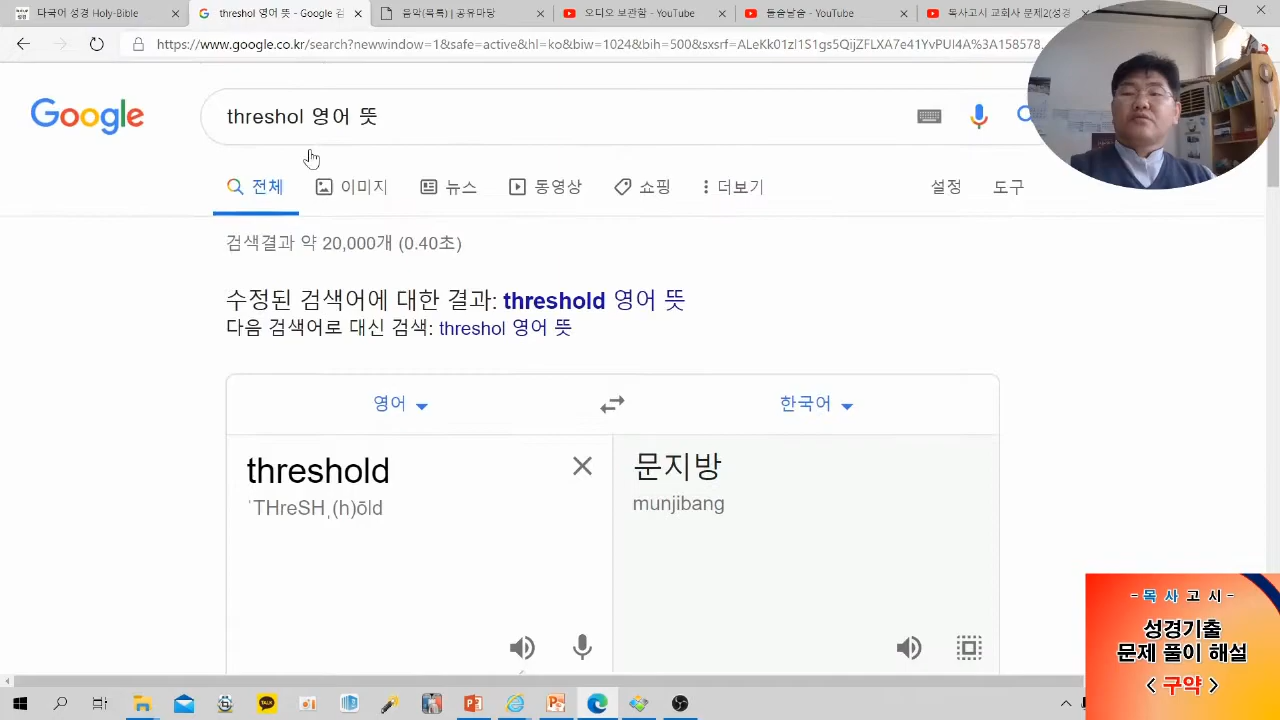 다국어 성경 Holy-Bible
threshol 영어 뜻 - Google 검
음악(목록) | 공유마당
오디오 보관함 - YouTube
들숨날숨 - YouTube
목사고시 교회사 문제2(성경
https://www.google.co.kr/search?newwindow=1&safe=active&hl=ko&biw=1024&bih=500&sxsrf=ALeKk01zl1S1gs5QijZFLXA7e41YvPUI4A%3A158578...
Google
threshol 영어 뜻
전체
이미지
뉴스
동영상
쇼핑
더보기
설정
도구
검색결과 약 20,000개 (0.40초)
수정된 검색어에 대한 결과: threshold 영어 뜻
다음 검색어로 대신 검색: threshol 영어 뜻
영어
한국어
threshold
ˈTHreSHˌ(h)ōld
문지방
munjibang
- 목 사 고 시 -
성경기출
문제 풀이 해설
< 구약 >
TALK